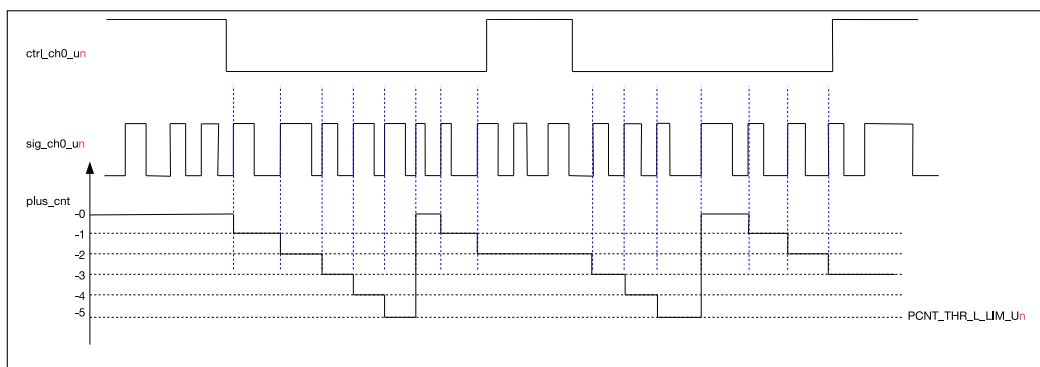 ctrl_ch0_un
sig_ch0_un
plus_cnt
-0
-1
-2
-3
-4
-5
PCNT_THR_L_LIM_Un